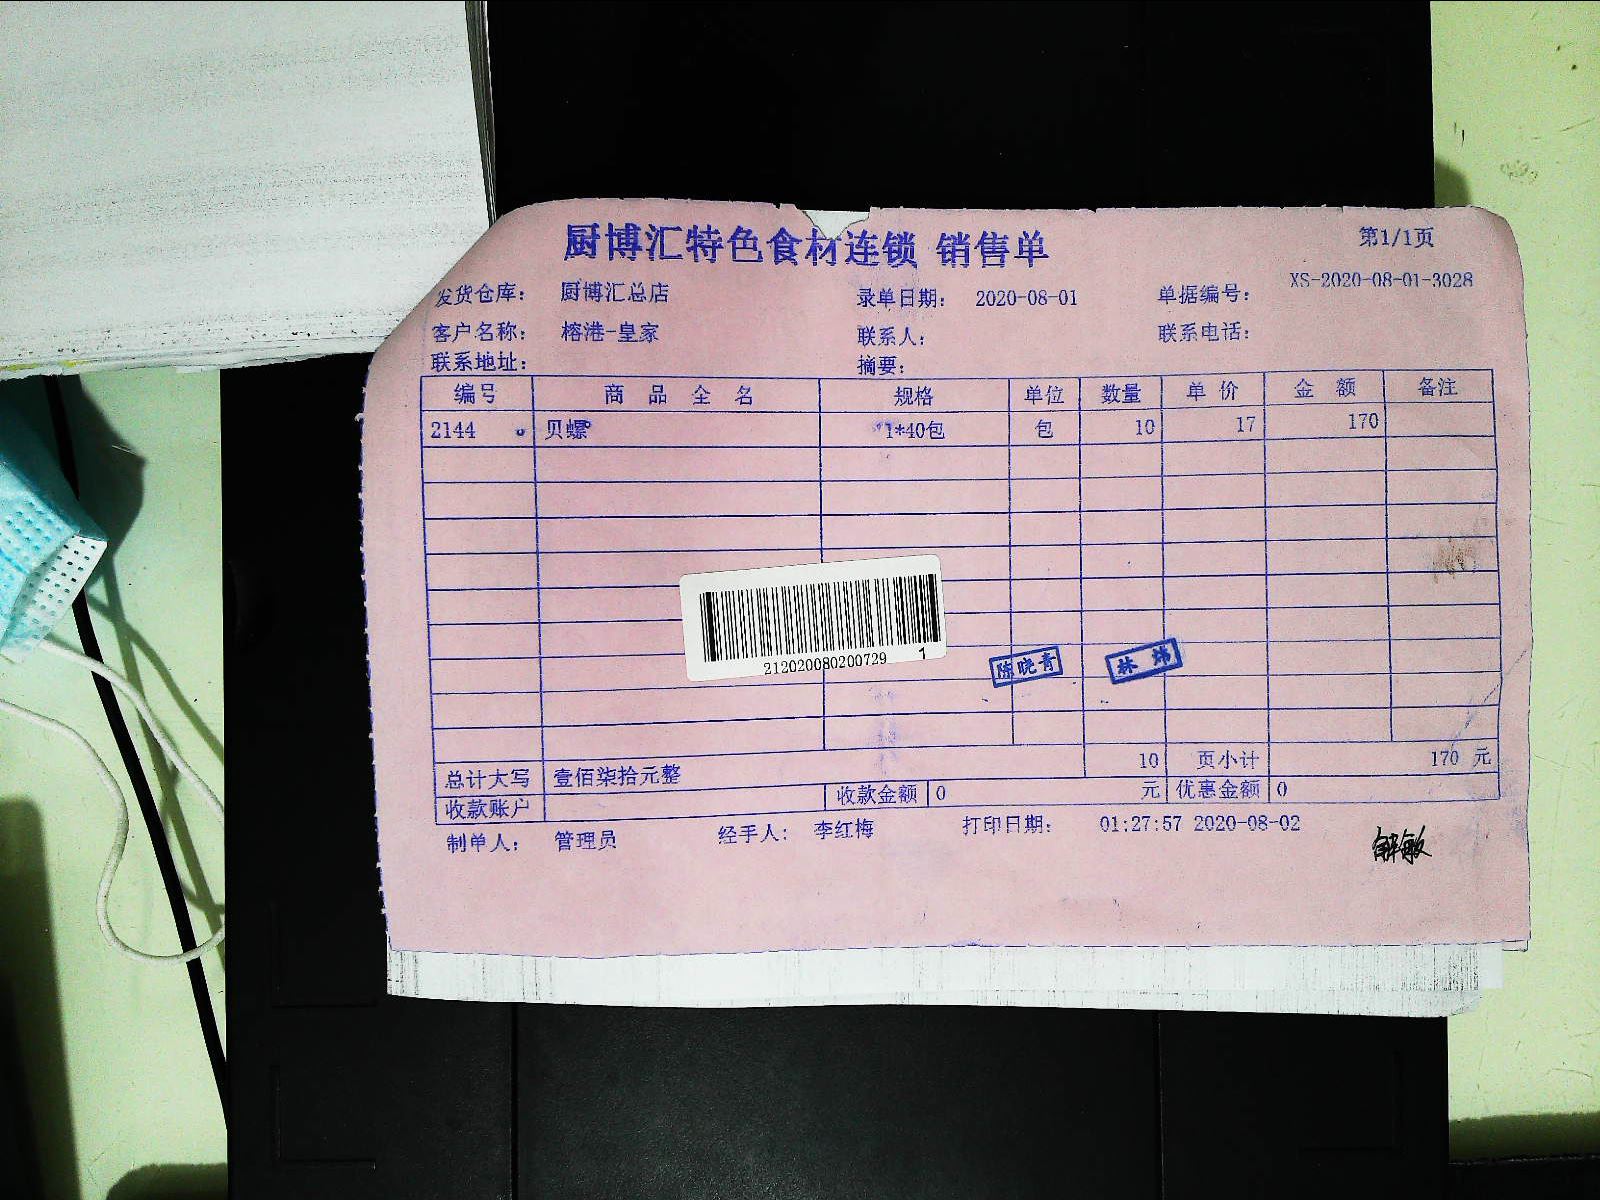 厨博汇特色食材连锁 销售单
第1/1页
发货仓库： 厨博汇总店 录单日期： 2020-08-01 单据编号： XS-2020-08-01-3028
客户名称： 榕港-皇家 联系人： 联系电话：
联系地址： 摘要：
编号 商品全名 规格 单位 数量 单价 金额 备注
2144 贝螺 1*40包 包 10 17 170
212020080200729 1
陈晓青 林炜
10 页小计 170 元
总计大写 壹佰柒拾元整
收款账户 收款金额 0 元 优惠金额 0
制单人： 管理员 经手人： 李红梅 打印日期： 01:27:57 2020-08-02
解敏